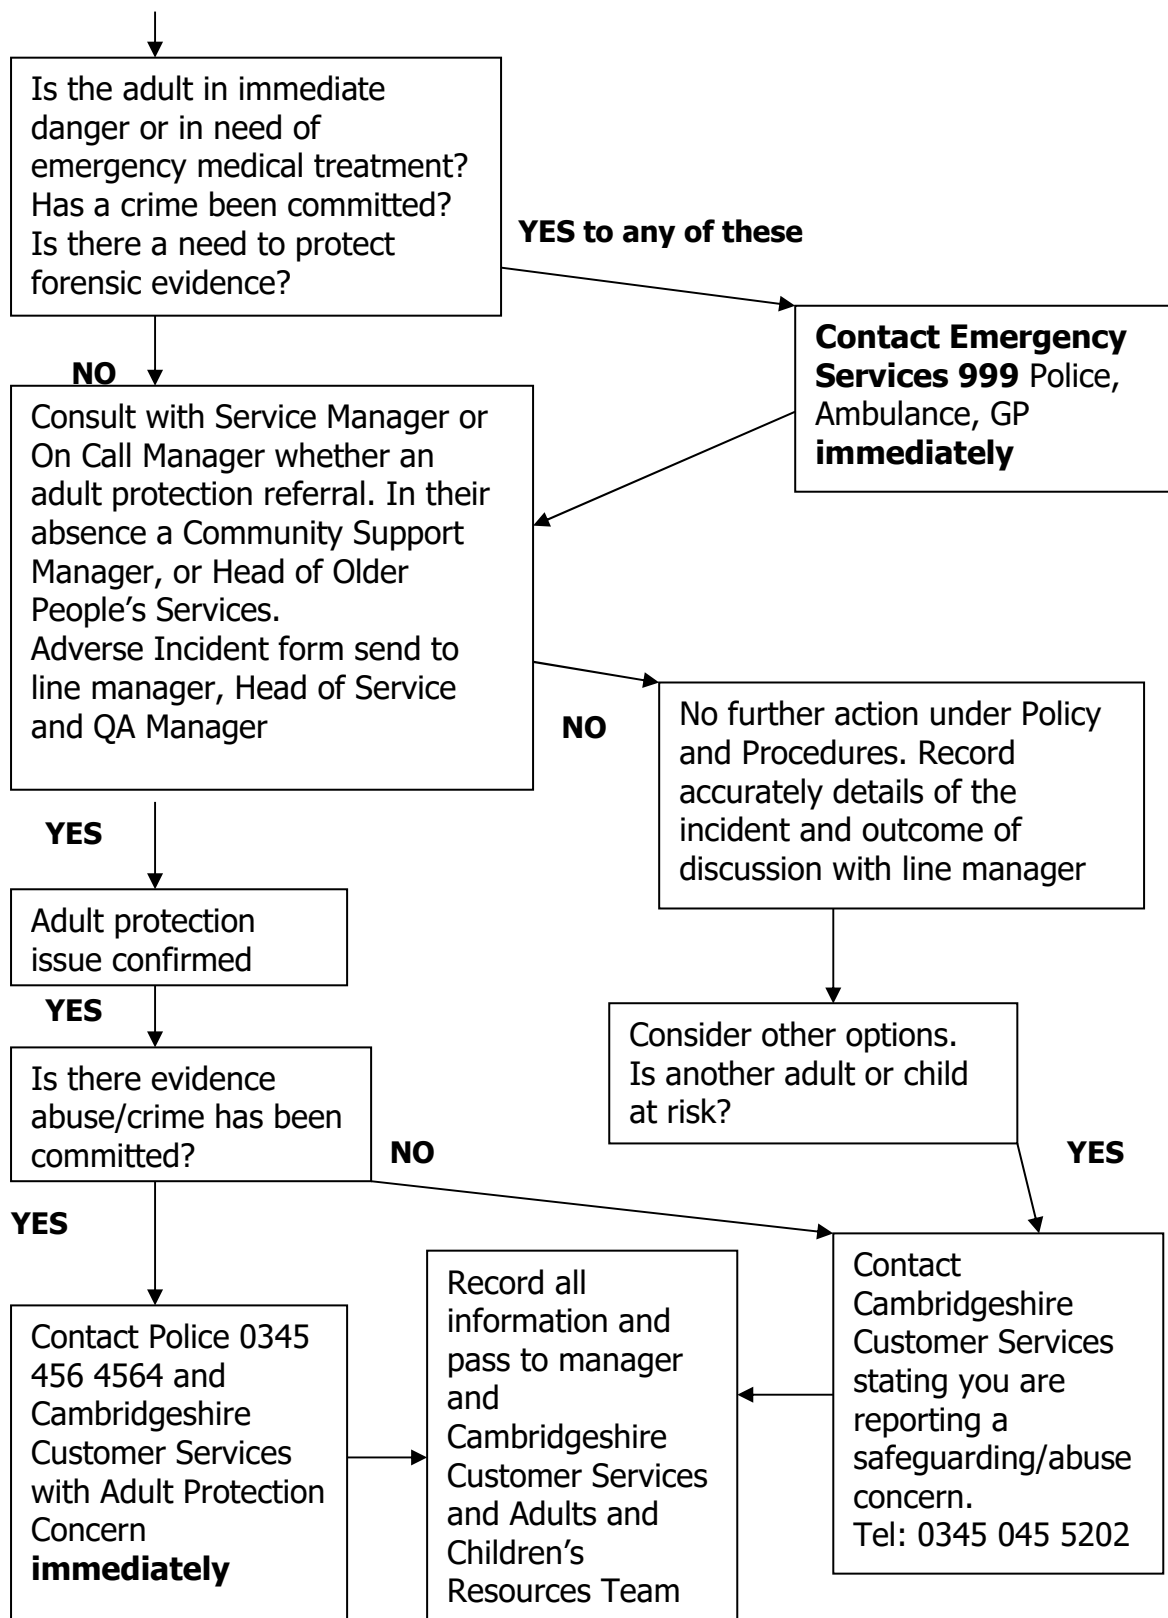 Is the adult in immediate
danger or in need of
emergency medical treatment?
Has a crime been committed?
Is there a need to protect
forensic evidence?
YES to any of these
Contact Emergency
Services 999 Police,
Ambulance, GP
immediately
NO
Consult with Service Manager or
On Call Manager whether an
adult protection referral. In their
absence a Community Support
Manager, or Head of Older
People’s Services.
Adverse Incident form send to
line manager, Head of Service
and QA Manager
NO
No further action under Policy
and Procedures. Record
accurately details of the
incident and outcome of
discussion with line manager
YES
Adult protection
issue confirmed
YES
Consider other options.
Is another adult or child
at risk?
Is there evidence
abuse/crime has been
committed?
NO
YES
YES
Contact Police 0345
456 4564 and
Cambridgeshire
Customer Services
with Adult Protection
Concern
immediately
Record all
information and
pass to manager
and
Cambridgeshire
Customer Services
and Adults and
Children’s
Resources Team
Contact
Cambridgeshire
Customer Services
stating you are
reporting a
safeguarding/abuse
concern.
Tel: 0345 045 5202